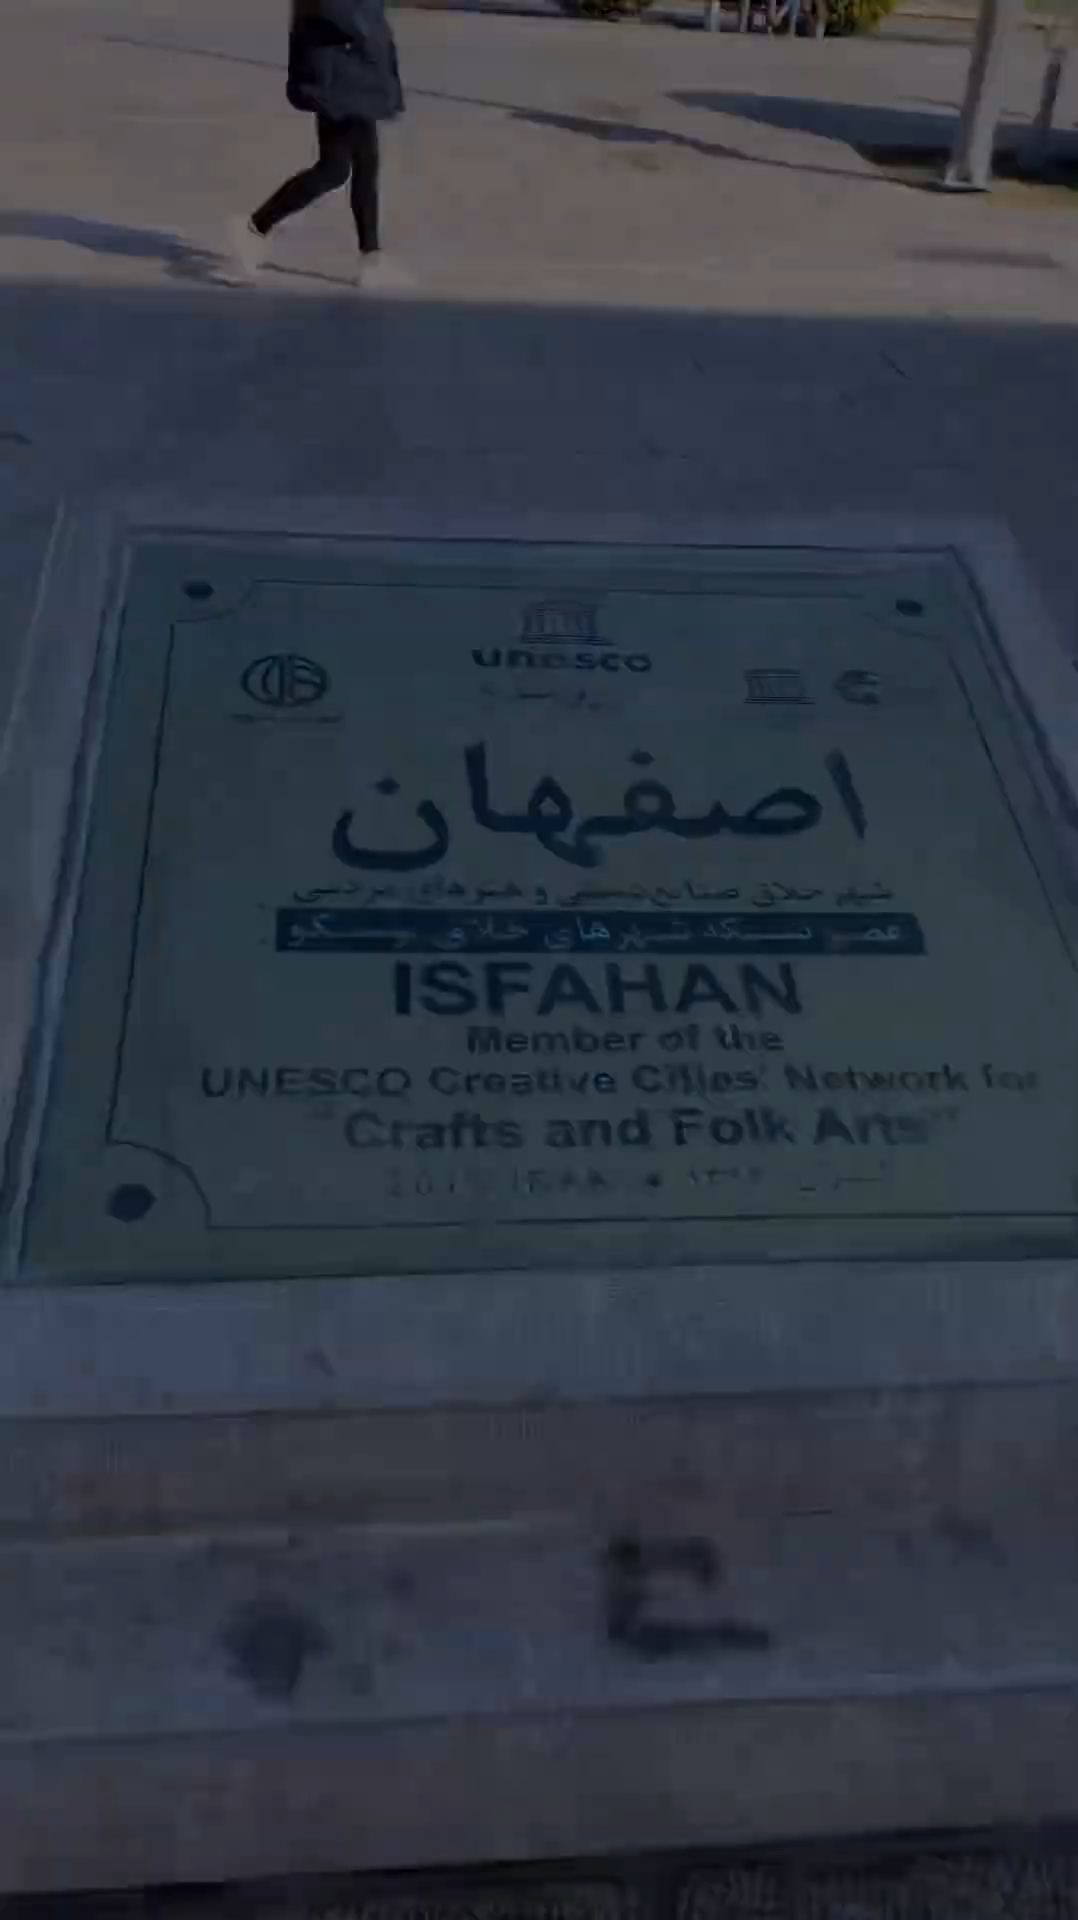 unesco
اصفهان
شهر خلاق صنایع‌دستی و هنرهای مردمی
عضو شبکه شهرهای خلاق یونسکو
ISFAHAN
Member of the
UNESCO Creative Cities' Network for
"Crafts and Folk Arts"